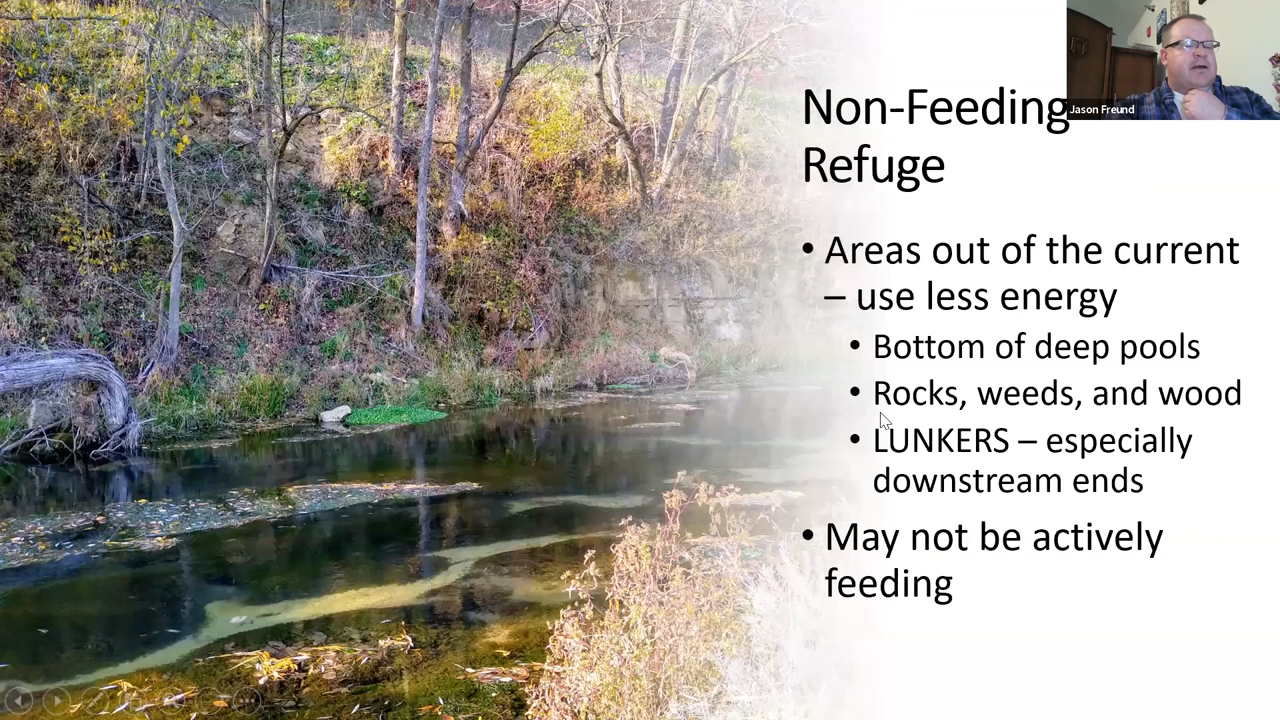 Jason Freund
Non-Feeding
Refuge
• Areas out of the current
– use less energy
• Bottom of deep pools
• Rocks, weeds, and wood
• LUNKERS – especially
downstream ends
• May not be actively
feeding